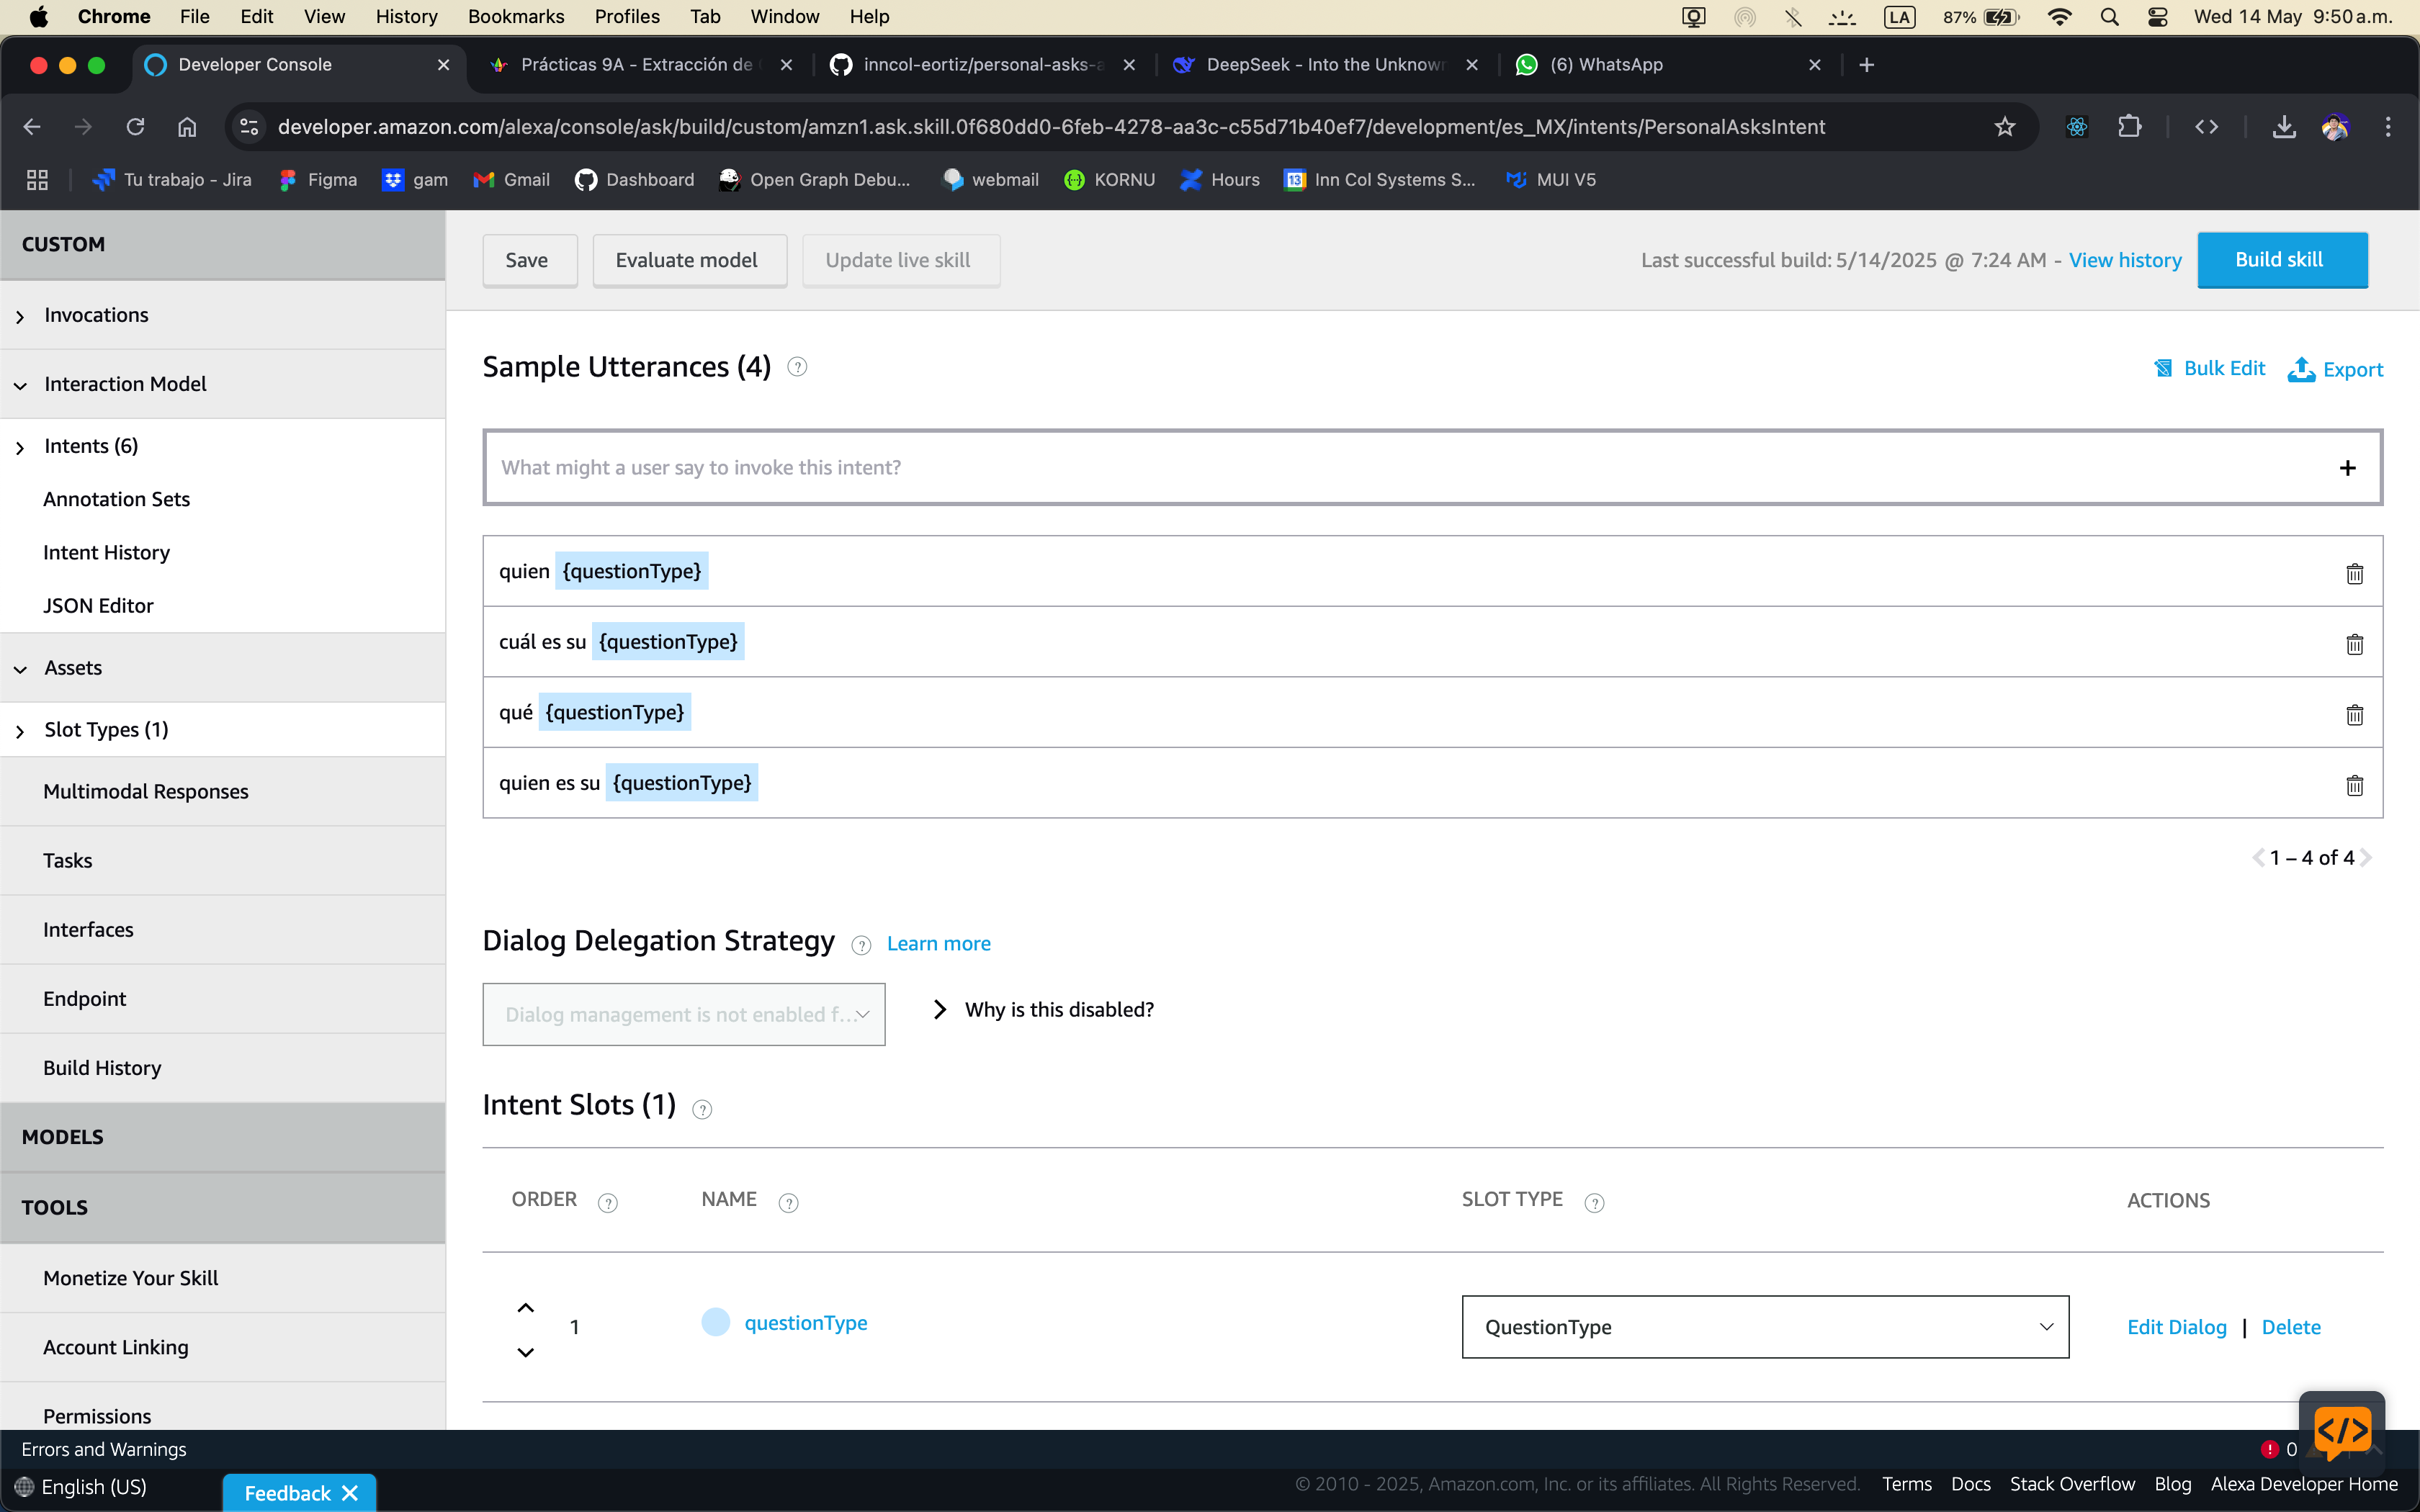 Chrome File Edit View History Bookmarks Profiles Tab Window Help LA 87% Wed 14 May 9:50 a.m.
Developer Console Prácticas 9A - Extracción de inncol-eortiz/personal-asks-a DeepSeek - Into the Unknown (6) WhatsApp
developer.amazon.com/alexa/console/ask/build/custom/amzn1.ask.skill.0f680dd0-6feb-4278-aa3c-c55d71b40ef7/development/es_MX/intents/PersonalAsksIntent
Tu trabajo - Jira Figma gam Gmail Dashboard Open Graph Debu... webmail KORNU Hours 13 Inn Col Systems S... MUI V5
CUSTOM
Invocations
Interaction Model
Intents (6)
Annotation Sets
Intent History
JSON Editor
Assets
Slot Types (1)
Multimodal Responses
Tasks
Interfaces
Endpoint
Build History
MODELS
TOOLS
Monetize Your Skill
Account Linking
Permissions
Save Evaluate model Update live skill Last successful build: 5/14/2025 @ 7:24 AM - View history Build skill
Sample Utterances (4) ? Bulk Edit Export
What might a user say to invoke this intent? +
quien {questionType}
cuál es su {questionType}
qué {questionType}
quien es su {questionType}
1 – 4 of 4
Dialog Delegation Strategy ? Learn more
Dialog management is not enabled f... Why is this disabled?
Intent Slots (1) ?
ORDER ? NAME ? SLOT TYPE ? ACTIONS
1 questionType QuestionType Edit Dialog | Delete
Errors and Warnings 0
English (US) Feedback © 2010 - 2025, Amazon.com, Inc. or its affiliates. All Rights Reserved. Terms Docs Stack Overflow Blog Alexa Developer Home